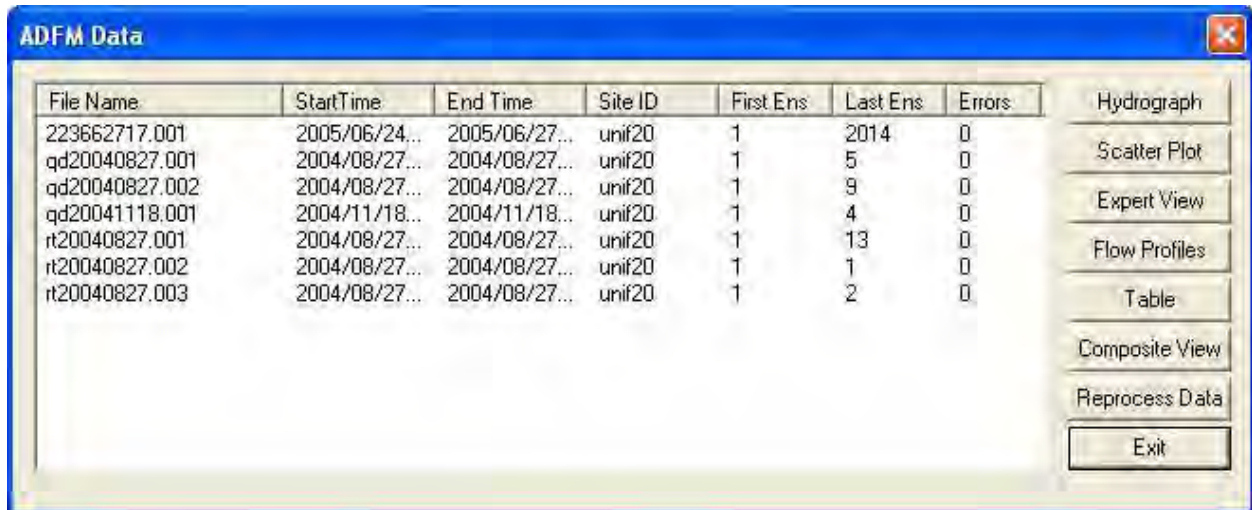 ADFM Data
File Name StartTime End Time Site ID First Ens Last Ens Errors
223662717.001 2005/06/24... 2005/06/27... unif20 1 2014 0
qd20040827.001 2004/08/27... 2004/08/27... unif20 1 5 0
qd20040827.002 2004/08/27... 2004/08/27... unif20 1 9 0
qd20041118.001 2004/11/18... 2004/11/18... unif20 1 4 0
rt20040827.001 2004/08/27... 2004/08/27... unif20 1 13 0
rt20040827.002 2004/08/27... 2004/08/27... unif20 1 1 0
rt20040827.003 2004/08/27... 2004/08/27... unif20 1 2 0
Hydrograph
Scatter Plot
Expert View
Flow Profiles
Table
Composite View
Reprocess Data
Exit